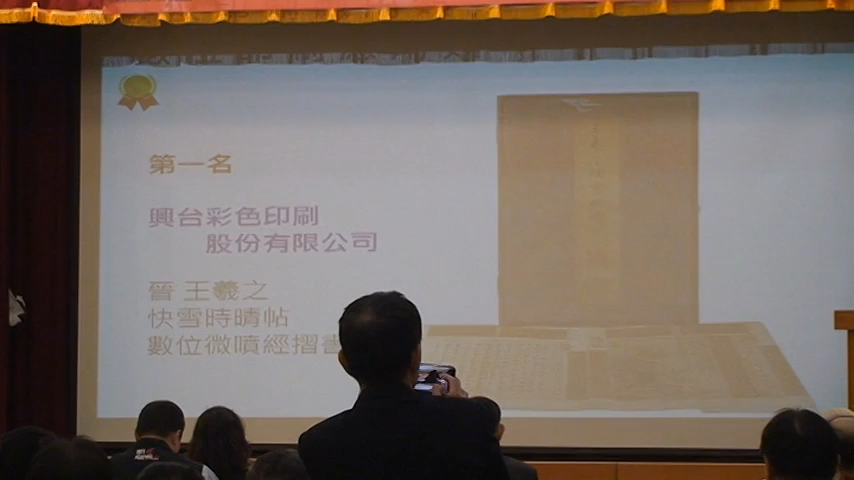 第一名
興台彩色印刷
股份有限公司
晉 王羲之
快雪時晴帖
數位微噴經摺書